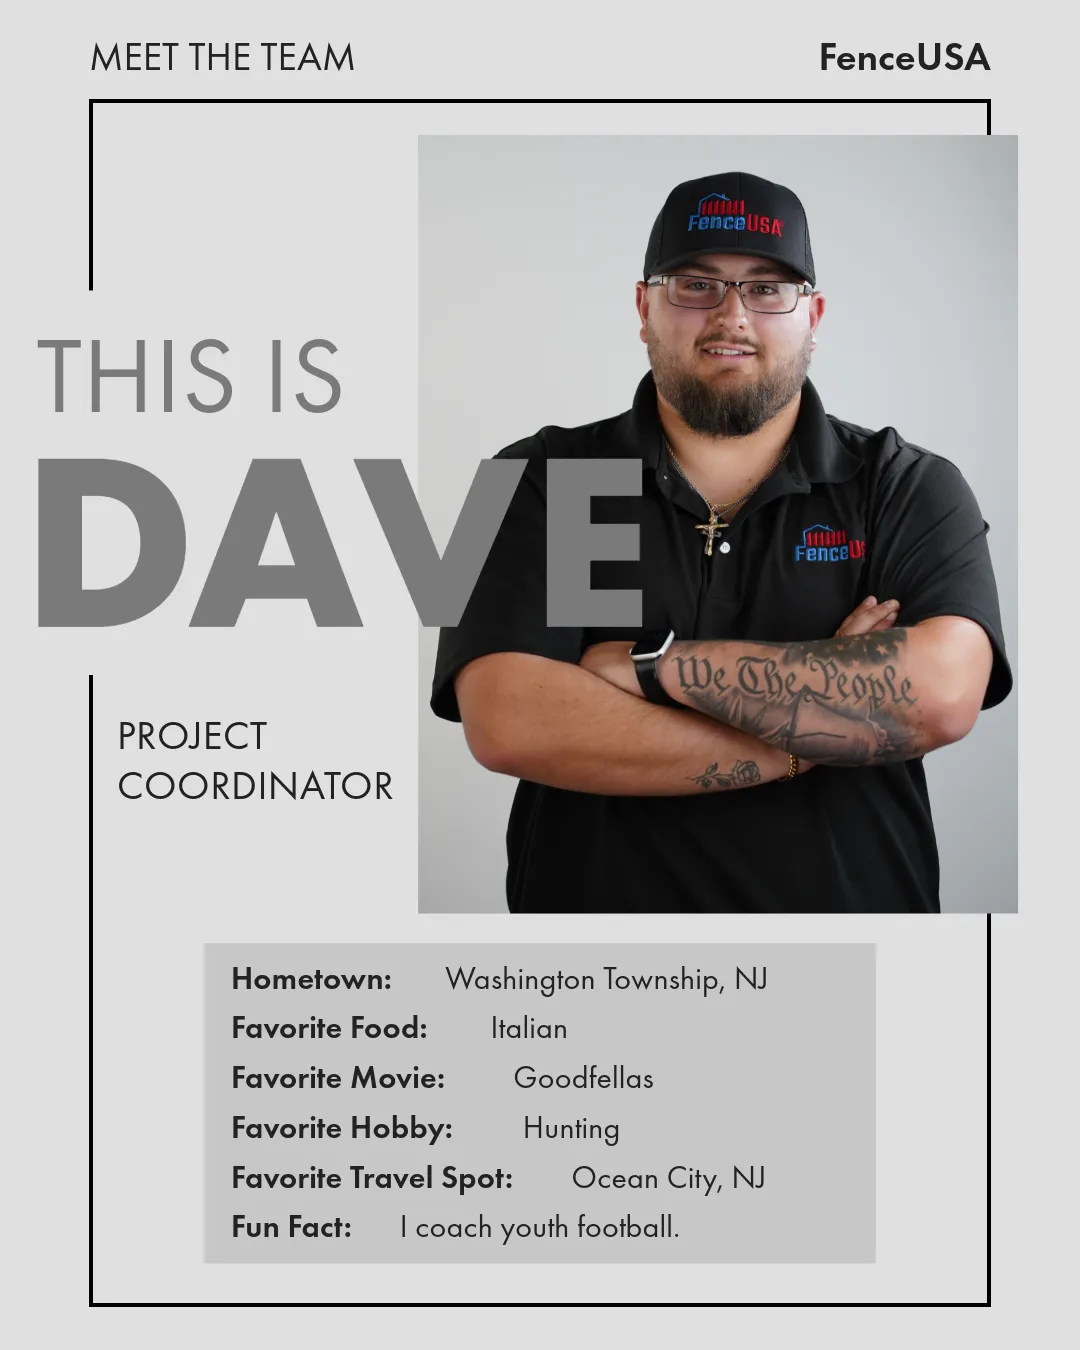 MEET THE TEAM
FenceUSA
FenceUSA
THIS IS
DAVE
FenceUS
We The People
PROJECT
COORDINATOR
Hometown: Washington Township, NJ
Favorite Food: Italian
Favorite Movie: Goodfellas
Favorite Hobby: Hunting
Favorite Travel Spot: Ocean City, NJ
Fun Fact: I coach youth football.